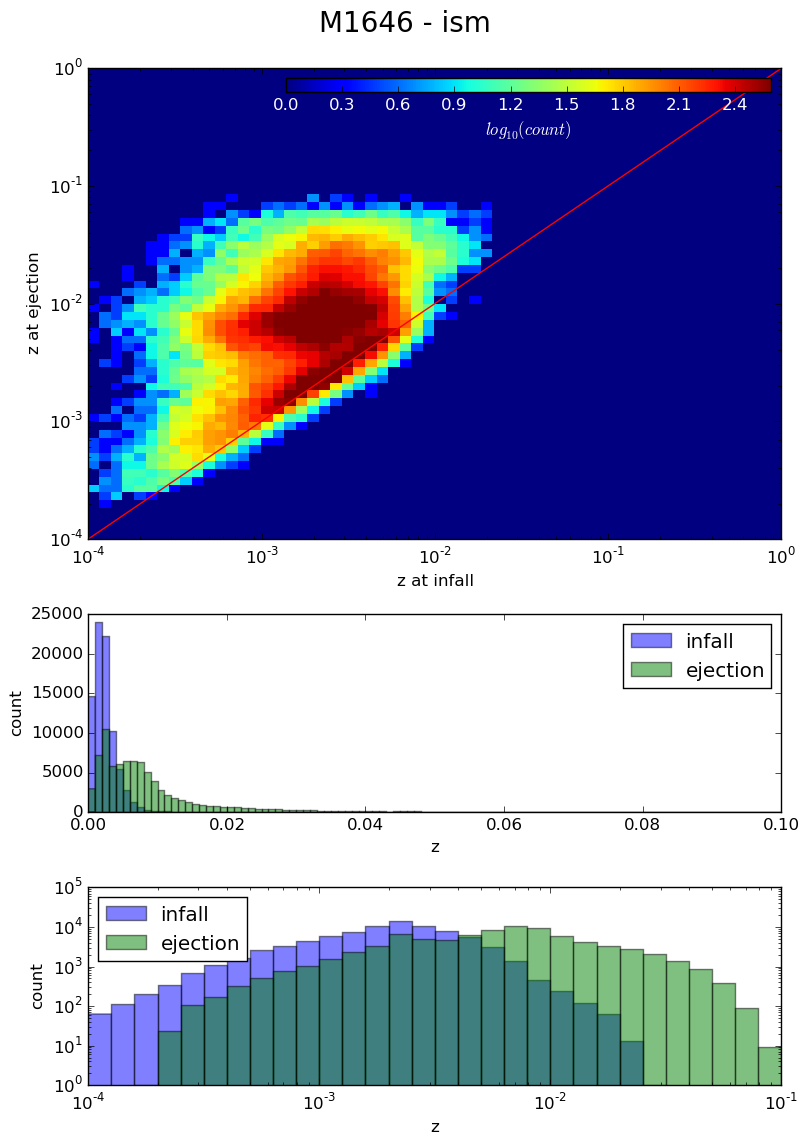 M1646 - ism
10^0
10^-1
10^-2
10^-3
10^-4
z at ejection
0.0 0.3 0.6 0.9 1.2 1.5 1.8 2.1 2.4
log_10(count)
10^-4 10^-3 10^-2 10^-1 10^0
z at infall
25000
20000
15000
10000
5000
0
count
infall
ejection
0.00 0.02 0.04 0.06 0.08 0.10
z
10^5
10^4
10^3
10^2
10^1
10^0
count
infall
ejection
10^-4 10^-3 10^-2 10^-1
z